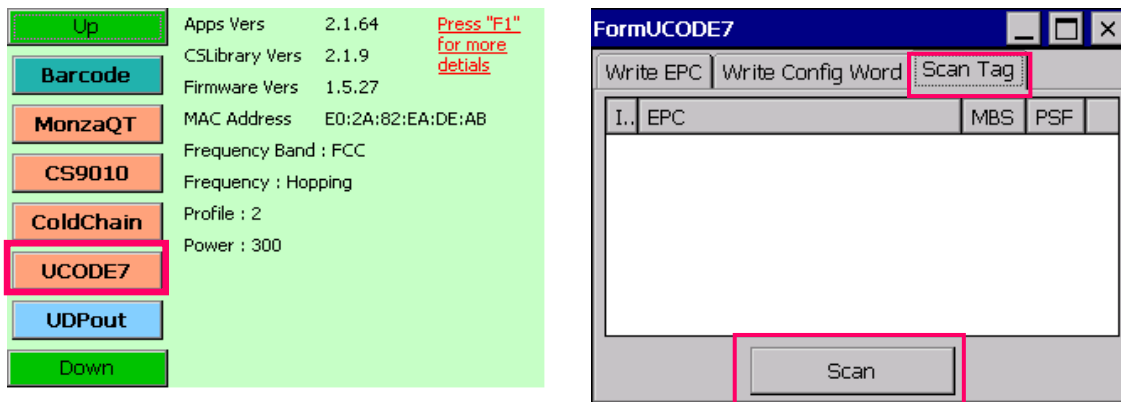 Up
Barcode
MonzaQT
CS9010
ColdChain
UCODE7
UDPout
Down
Apps Vers 2.1.64
CSLibrary Vers 2.1.9
Firmware Vers 1.5.27
MAC Address E0:2A:82:EA:DE:AB
Frequency Band : FCC
Frequency : Hopping
Profile : 2
Power : 300
Press "F1"
for more
detials
FormUCODE7
Write EPC Write Config Word Scan Tag
I.. EPC MBS PSF
Scan